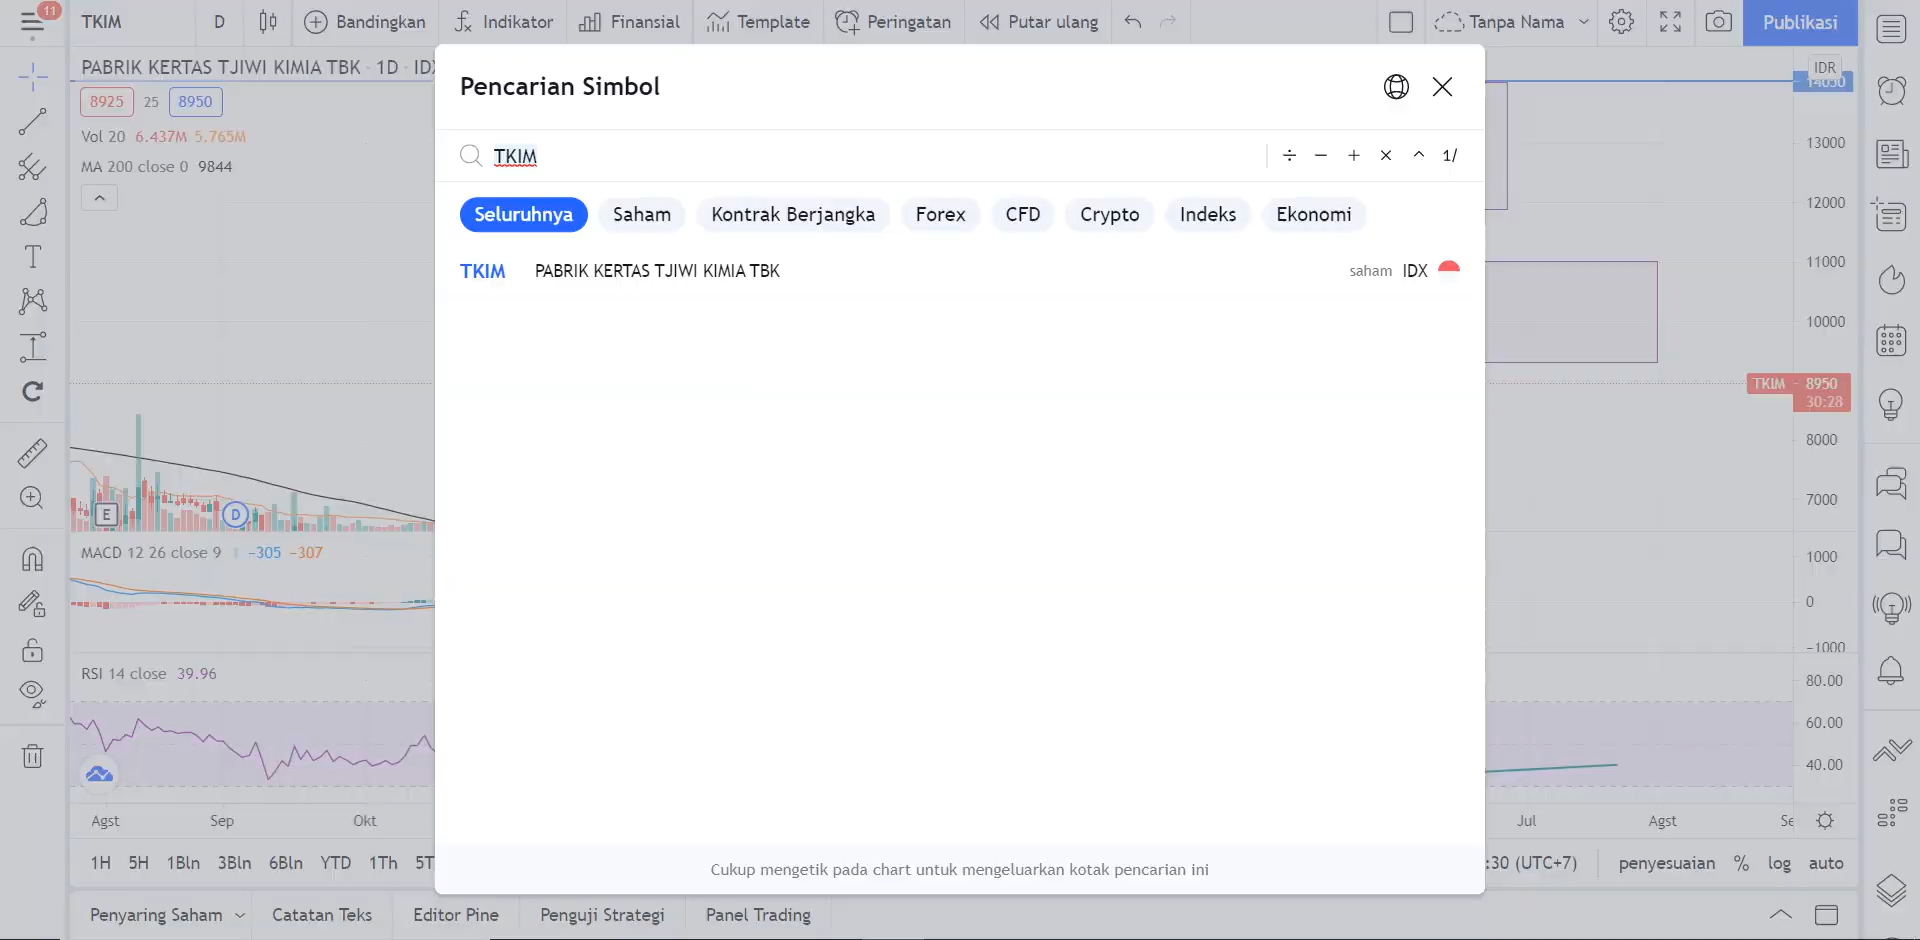 11
TKIM
D
Bandingkan
Indikator
Finansial
Template
Peringatan
Putar ulang
Tanpa Nama
Publikasi
PABRIK KERTAS TJIWI KIMIA TBK · 1D · IDX
8925 25 8950
Vol 20 6.437M 5.765M
MA 200 close 0 9844
Pencarian Simbol
TKIM
÷ − + × ^ 1/
Seluruhnya Saham Kontrak Berjangka Forex CFD Crypto Indeks Ekonomi
TKIM PABRIK KERTAS TJIWI KIMIA TBK saham IDX
Cukup mengetik pada chart untuk mengeluarkan kotak pencarian ini
IDR
14050
13000
12000
11000
10000
TKIM 8950
30:28
8000
7000
E
D
MACD 12 26 close 9 −305 −307
1000
0
−1000
RSI 14 close 39.96
80.00
60.00
40.00
Agst Sep Okt Jul Agst Se
1H 5H 1Bln 3Bln 6Bln YTD 1Th 5T :30 (UTC+7) penyesuaian % log auto
Penyaring Saham Catatan Teks Editor Pine Penguji Strategi Panel Trading